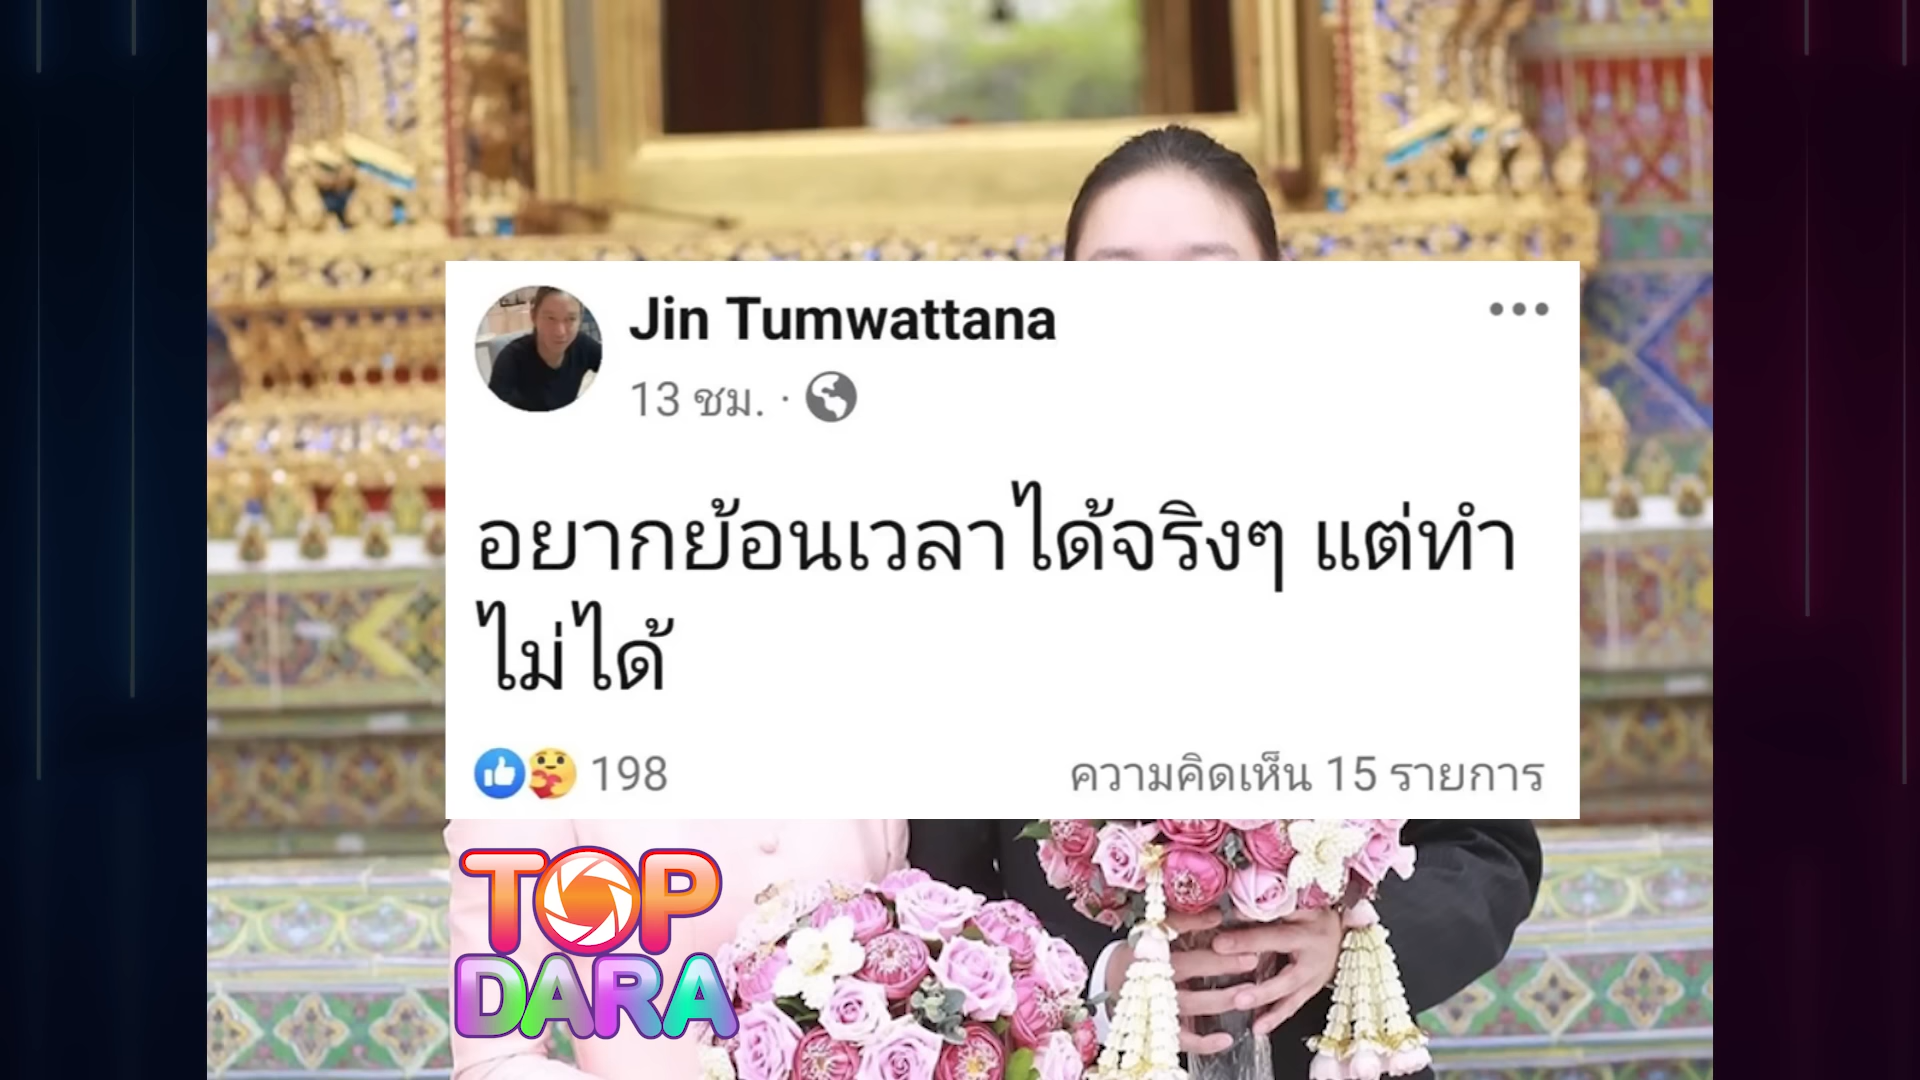 Jin Tumwattana
13 ชม. ·
อยากย้อนเวลาได้จริงๆ แต่ทำ
ไม่ได้
198
ความคิดเห็น 15 รายการ
TOP
DARA